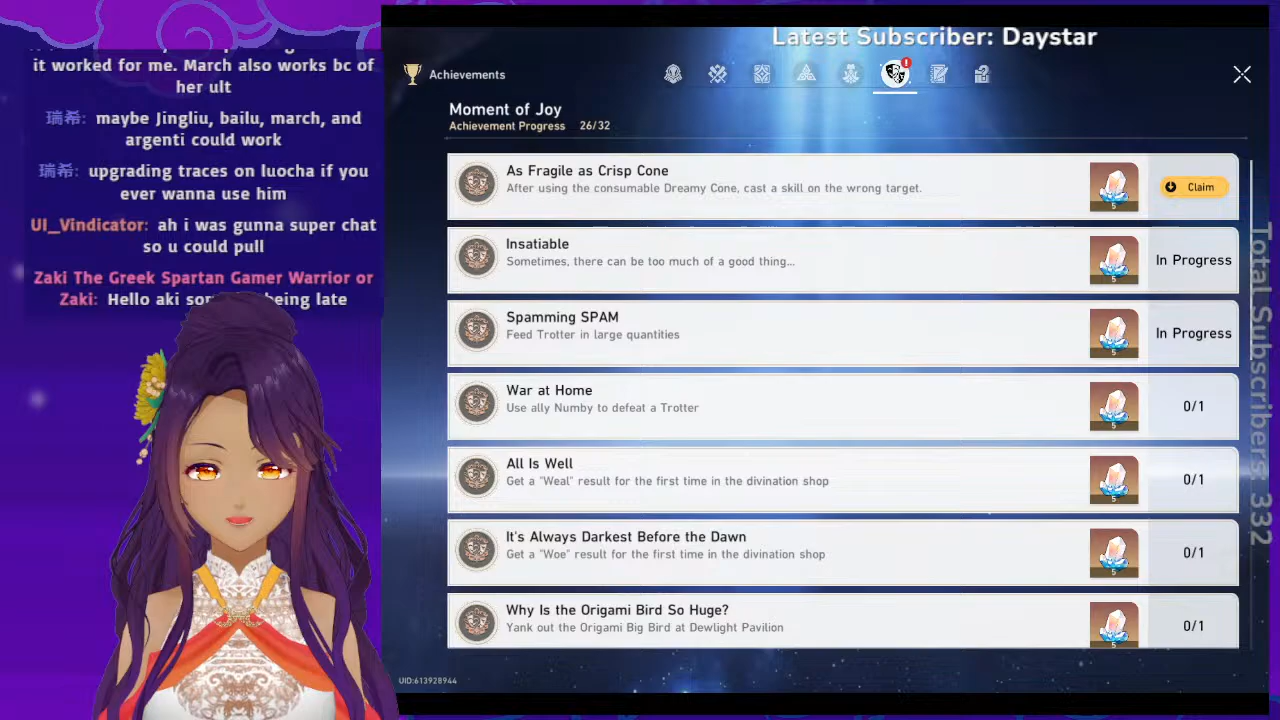 it worked for me. March also works bc of
her ult
瑞希: maybe Jingliu, bailu, march, and
argenti could work
瑞希: upgrading traces on luocha if you
ever wanna use him
UI_Vindicator: ah i was gunna super chat
so u could pull
Zaki The Greek Spartan Gamer Warrior or
Zaki: Hello aki being late
Latest Subscriber: Daystar
Achievements
Moment of Joy
Achievement Progress 26/32
As Fragile as Crisp Cone
After using the consumable Dreamy Cone, cast a skill on the wrong target.
5
Claim
Insatiable
Sometimes, there can be too much of a good thing...
5
In Progress
Spamming SPAM
Feed Trotter in large quantities
5
In Progress
War at Home
Use ally Numby to defeat a Trotter
5
0/1
All Is Well
Get a "Weal" result for the first time in the divination shop
5
0/1
It's Always Darkest Before the Dawn
Get a "Woe" result for the first time in the divination shop
5
0/1
Why Is the Origami Bird So Huge?
Yank out the Origami Big Bird at Dewlight Pavilion
5
0/1
UID:613928944
Total Subscribers 332